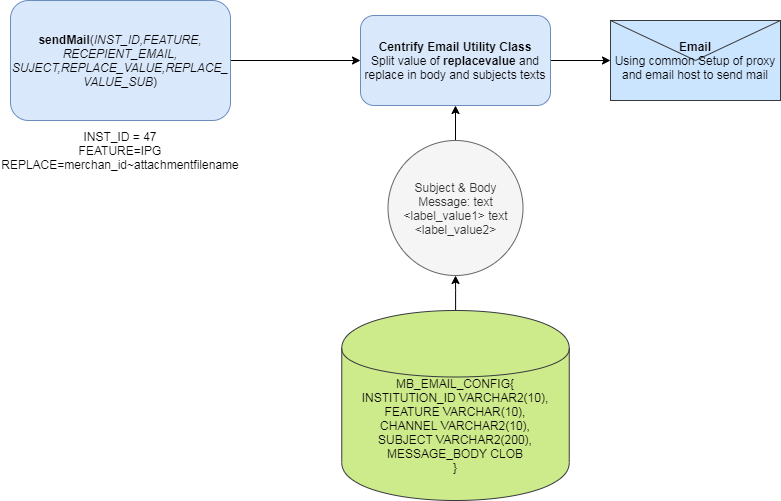 sendMail(INST_ID,FEATURE,
RECEPIENT_EMAIL,
SUJECT,REPLACE_VALUE,REPLACE_
VALUE_SUB)
INST_ID = 47
FEATURE=IPG
REPLACE=merchan_id~attachmentfilename
Centrify Email Utility Class
Split value of replacevalue and
replace in body and subjects texts
Email
Using common Setup of proxy
and email host to send mail
Subject & Body
Message: text
<label_value1> text
<label_value2>
MB_EMAIL_CONFIG{
INSTITUTION_ID VARCHAR2(10),
FEATURE VARCHAR(10),
CHANNEL VARCHAR2(10),
SUBJECT VARCHAR2(200),
MESSAGE_BODY CLOB
}